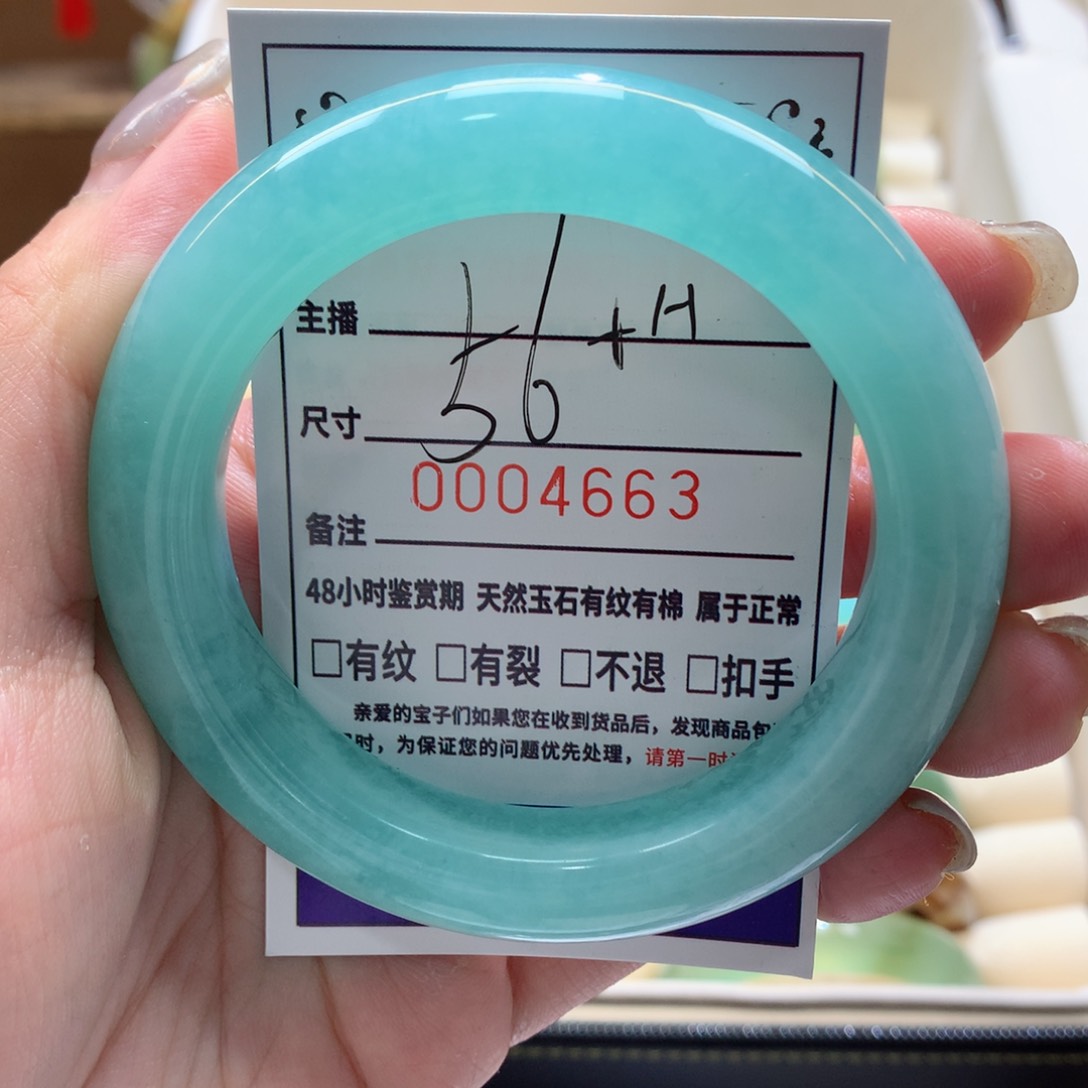 主播
56+H
尺寸
0004663
备注
48小时鉴赏期 天然玉石有纹有棉 属于正常
□有纹 □有裂 □不退 □扣手
亲爱的宝子们如果您在收到货品后，发现商品包
时，为保证您的问题优先处理，请第一时